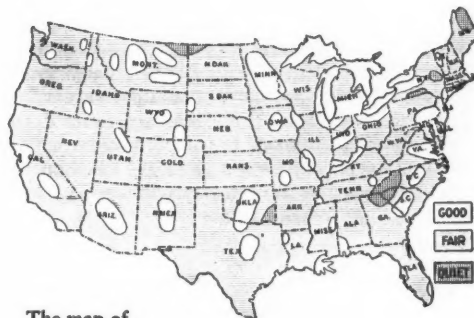 WASH.
MONT.
N.DAK.
MINN.
OREG.
IDAHO
WYO.
S.DAK.
WIS.
MICH.
N.Y.
NEV.
UTAH
COLO.
NEB.
IOWA
ILL.
IND.
OHIO
PA.
CAL.
KANS.
MO.
KY.
W.VA.
VA.
ARIZ.
N.MEX.
OKLA.
ARK.
TENN.
N.C.
S.C.
TEX.
LA.
MISS.
ALA.
GA.
FLA.
GOOD
FAIR
QUIET
The map of